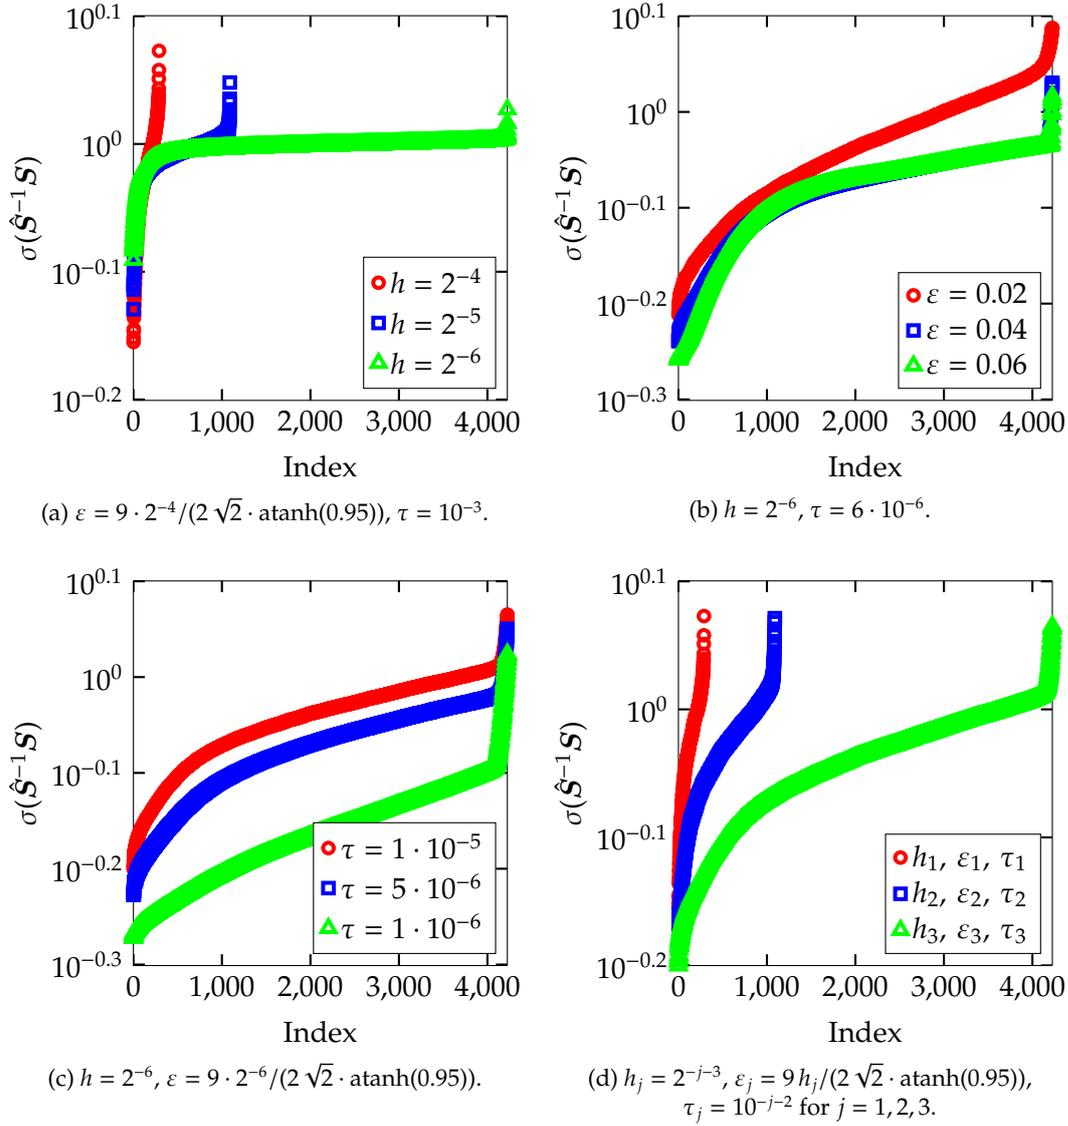 10^0.1
10^0
10^−0.1
10^−0.2
σ(Ŝ^−1 S)
0 1,000 2,000 3,000 4,000
Index
h = 2^−4
h = 2^−5
h = 2^−6
(a) ε = 9 · 2^−4/(2 √2 · atanh(0.95)), τ = 10^−3.
10^0.1
10^0
10^−0.1
10^−0.2
10^−0.3
σ(Ŝ^−1 S)
0 1,000 2,000 3,000 4,000
Index
ε = 0.02
ε = 0.04
ε = 0.06
(b) h = 2^−6, τ = 6 · 10^−6.
10^0.1
10^0
10^−0.1
10^−0.2
10^−0.3
σ(Ŝ^−1 S)
0 1,000 2,000 3,000 4,000
Index
τ = 1 · 10^−5
τ = 5 · 10^−6
τ = 1 · 10^−6
(c) h = 2^−6, ε = 9 · 2^−6/(2 √2 · atanh(0.95)).
10^0.1
10^0
10^−0.1
10^−0.2
σ(Ŝ^−1 S)
0 1,000 2,000 3,000 4,000
Index
h₁, ε₁, τ₁
h₂, ε₂, τ₂
h₃, ε₃, τ₃
(d) h_j = 2^−j−3, ε_j = 9 h_j/(2 √2 · atanh(0.95)),
τ_j = 10^−j−2 for j = 1, 2, 3.